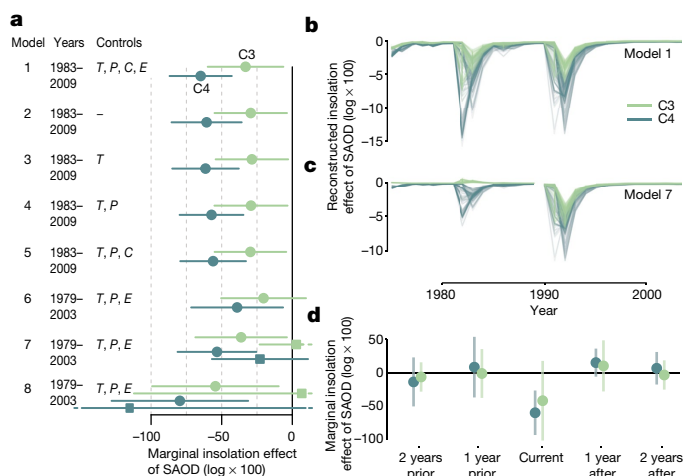 a
Model Years Controls
1 1983– T, P, C, E
2009
C3
C4
2 1983– –
2009
3 1983– T
2009
4 1983– T, P
2009
5 1983– T, P, C
2009
6 1979– T, P, E
2003
7 1979– T, P, E
2003
8 1979– T, P, E
2003
−100 −50 0
Marginal insolation effect
of SAOD (log × 100)
b
0
−5
−10
−15
Model 1
C3
C4
Reconstructed insolation
effect of SAOD (log × 100)
c
0
−5
−10
Model 7
1980 1990 2000
Year
d
50
0
−50
−100
Marginal insolation
effect of SAOD (log × 100)
2 years
prior
1 year
prior
Current
1 year
after
2 years
after